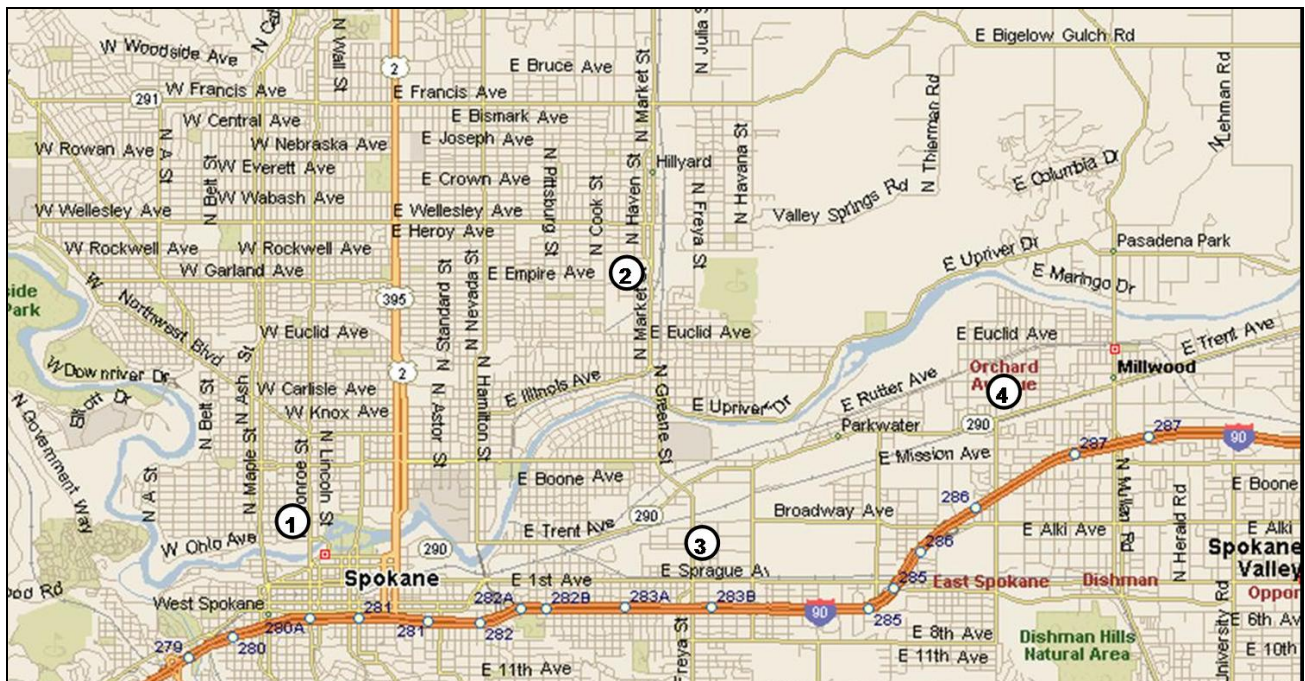 W Woodside Ave
N Wall St
2
E Bruce Ave
N Market St
N Julia S
E Bigelow Gulch Rd
W Francis Ave
291
E Francis Ave
W Central Ave
E Bismark Ave
N Thierman Rd
N Lehman Rd
W Rowan Ave
N A St
W Nebraska Ave
E Joseph Ave
N Belt St
W Everett Ave
N Pittsburg St
Hillyard
N Havana St
E Crown Ave
N Cook St
N Haven St
N Freya St
E Columbia Dr
W Wabash Ave
Valley Springs Rd
W Wellesley Ave
E Wellesley Ave
E Heroy Ave
W Rockwell Ave
W Rockwell Ave
E Upriver Dr
Pasadena Park
W Garland Ave
E Empire Ave
2
E Maringo Dr
side
Park
W Northwest Blvd
395
N Standard St
N Nevada St
N Market
W Euclid Ave
E Euclid Ave
E Euclid Ave
E Trent Ave
W Downriver Dr
N Ash St
2
E Illinois Ave
Orchard
Millwood
4
N Belt St
W Carlisle Ave
N Hamilton St
N Greene St
E Upriver Dr
E Rutter Ave
N Government Way
W Knox Ave
N Astor St
290
Parkwater
N Maple St
N Lincoln St
287
287
90
E Mission Ave
N A St
E Boone Ave
E Boone
1
286
N Mullan Rd
N Herald Rd
290
Broadway Ave
E Trent Ave
E Alki Ave
E Alki
W Ohio Ave
290
3
286
Spokane
Valley
Spokane
E 1st Ave
E Sprague Av
285
East Spokane
Dishman
Oppor
West Spokane
282A
282B
283A
283B
90
285
281
280A
281
282
University Rd
E 6th Av
279
280
Freya St
E 8th Ave
Dishman Hills
Natural Area
E 11th Ave
E 11th Ave
E 10th